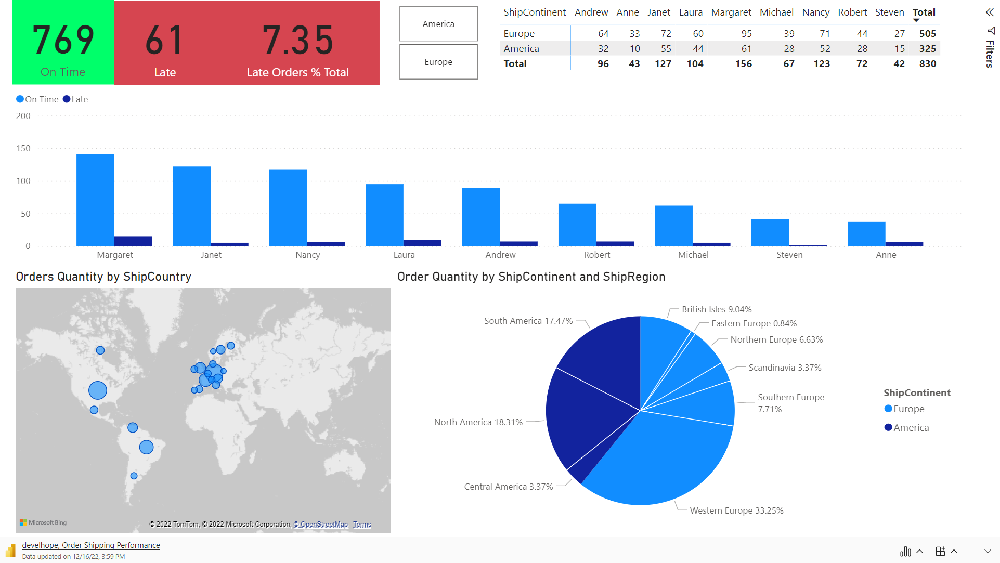 769
On Time
61
Late
7.35
Late Orders % Total
America
Europe
ShipContinent Andrew Anne Janet Laura Margaret Michael Nancy Robert Steven Total
Europe 64 33 72 60 95 39 71 44 27 505
America 32 10 55 44 61 28 52 28 15 325
Total 96 43 127 104 156 67 123 72 42 830
Filters
On Time Late
200
150
100
50
0
Margaret Janet Nancy Laura Andrew Robert Michael Steven Anne
Orders Quantity by ShipCountry
Microsoft Bing
© 2022 TomTom, © 2022 Microsoft Corporation, © OpenStreetMap Terms
Order Quantity by ShipContinent and ShipRegion
British Isles 9.04%
Eastern Europe 0.84%
Northern Europe 6.63%
Scandinavia 3.37%
Southern Europe
7.71%
Western Europe 33.25%
Central America 3.37%
North America 18.31%
South America 17.47%
ShipContinent
Europe
America
develhope, Order Shipping Performance
Data updated on 12/16/22, 3:59 PM